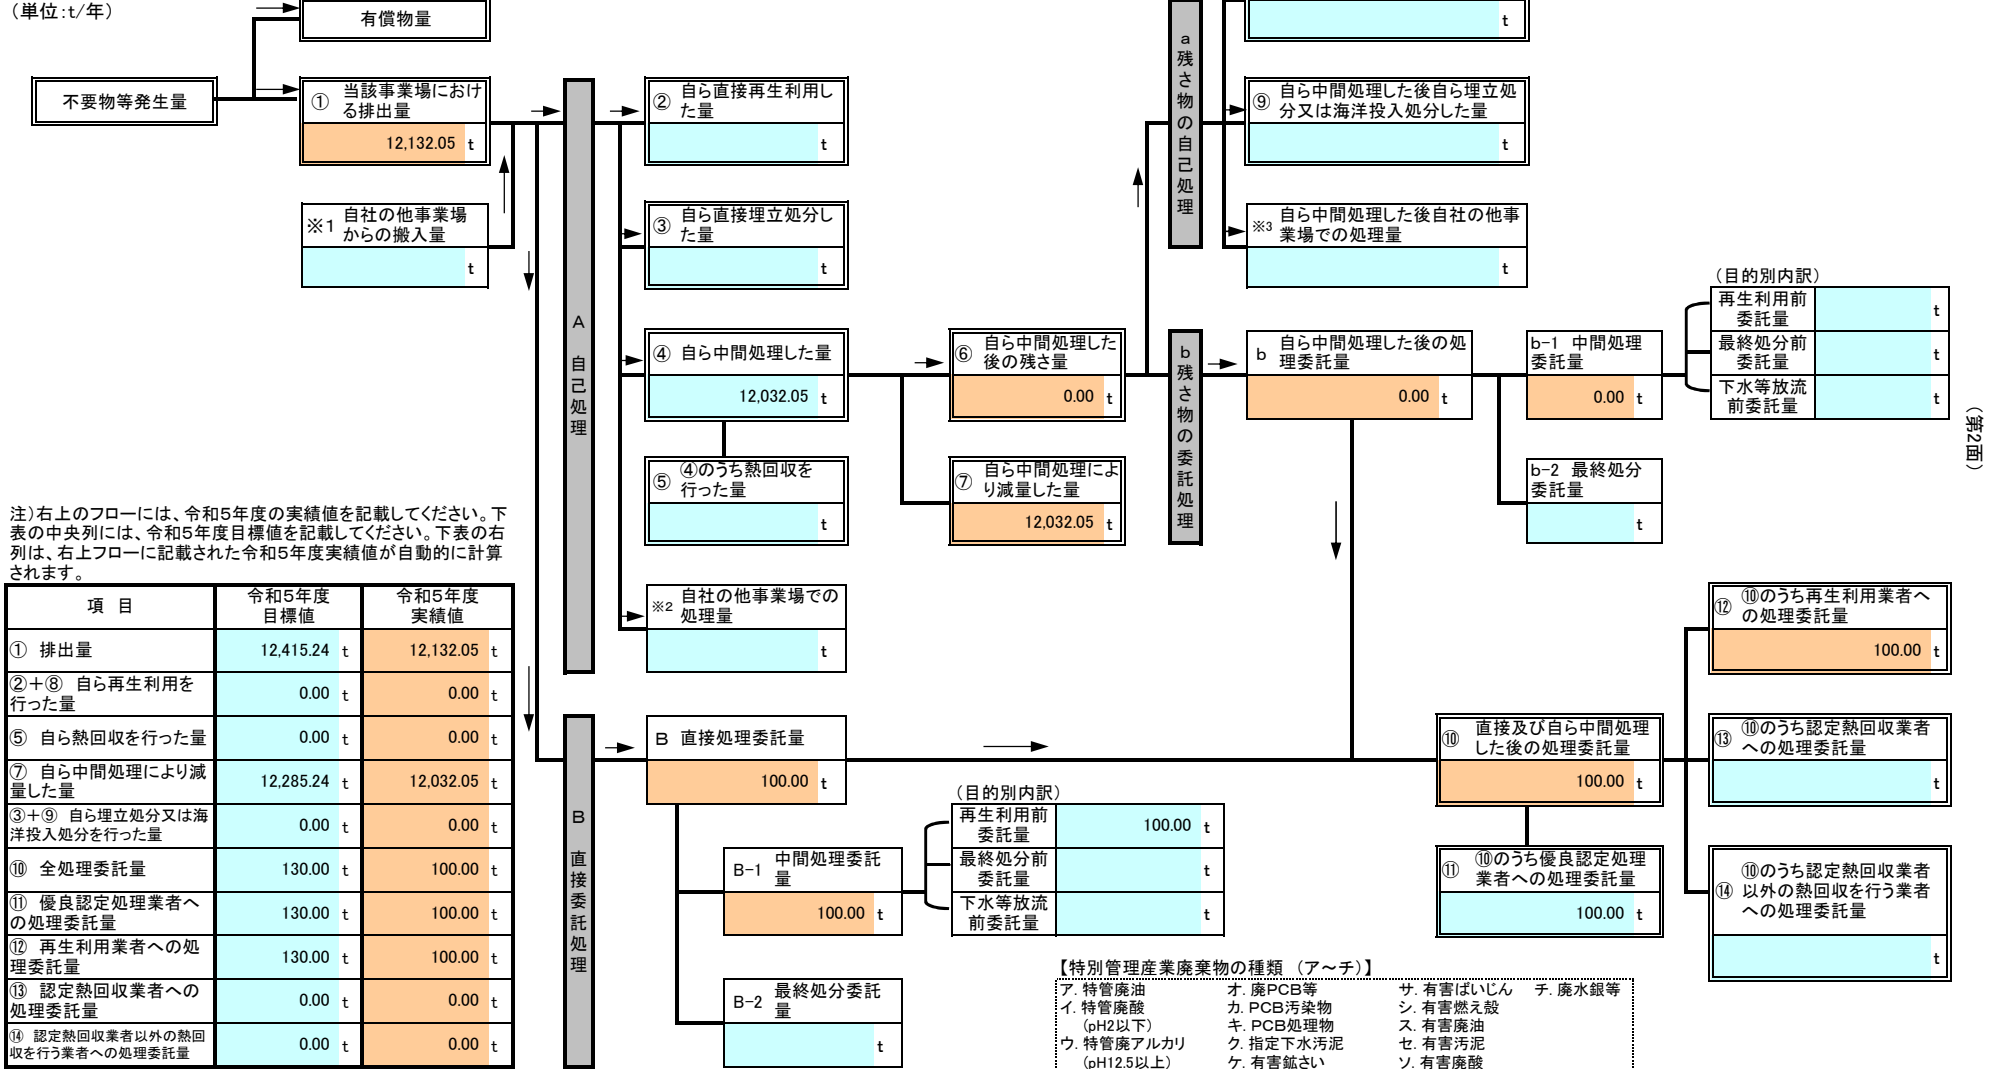 （単位:t/年）
有償物量
不要物等発生量
① 当該事業場におけ
る排出量
12,132.05 t
※1 自社の他事業場
からの搬入量
t
A 自己処理
② 自ら直接再生利用し
た量
t
③ 自ら直接埋立処分し
た量
t
④ 自ら中間処理した量
12,032.05 t
⑤ ④のうち熱回収を
行った量
t
※2 自社の他事業場での
処理量
t
⑥ 自ら中間処理した
後の残さ量
0.00 t
⑦ 自ら中間処理によ
り減量した量
12,032.05 t
a残さ物の自己処理
t
⑨ 自ら中間処理した後自ら埋立処
分又は海洋投入処分した量
t
※3 自ら中間処理した後自社の他事
業場での処理量
t
b残さ物の委託処理
b 自ら中間処理した後の処
理委託量
0.00 t
b-1 中間処理
委託量
0.00 t
b-2 最終処分
委託量
t
（目的別内訳）
再生利用前
委託量
t
最終処分前
委託量
t
下水等放流
前委託量
t
（第2面）
注）右上のフローには、令和5年度の実績値を記載してください。下
表の中央列には、令和5年度目標値を記載してください。下表の右
列は、右上フローに記載された令和5年度実績値が自動的に計算
されます。
項 目 令和5年度
目標値 令和5年度
実績値
① 排出量 12,415.24 t 12,132.05 t
②＋⑧ 自ら再生利用を
行った量 0.00 t 0.00 t
⑤ 自ら熱回収を行った量 0.00 t 0.00 t
⑦ 自ら中間処理により減
量した量 12,285.24 t 12,032.05 t
③＋⑨ 自ら埋立処分又は海
洋投入処分を行った量 0.00 t 0.00 t
⑩ 全処理委託量 130.00 t 100.00 t
⑪ 優良認定処理業者へ
の処理委託量 130.00 t 100.00 t
⑫ 再生利用業者への処
理委託量 130.00 t 100.00 t
⑬ 認定熱回収業者への
処理委託量 0.00 t 0.00 t
⑭ 認定熱回収業者以外の熱回
収を行う業者への処理委託量 0.00 t 0.00 t
B 直接委託処理
B 直接処理委託量
100.00 t
B-1 中間処理委託
量
100.00 t
B-2 最終処分委託
量
t
（目的別内訳）
再生利用前
委託量
100.00 t
最終処分前
委託量
t
下水等放流
前委託量
t
⑩ 直接及び自ら中間処理
した後の処理委託量
100.00 t
⑪ ⑩のうち優良認定処理
業者への処理委託量
100.00 t
⑫ ⑩のうち再生利用業者へ
の処理委託量
100.00 t
⑬ ⑩のうち認定熱回収業者
への処理委託量
t
⑭ ⑩のうち認定熱回収業者
以外の熱回収を行う業者
への処理委託量
t
【特別管理産業廃棄物の種類 （ア～チ）】
ア. 特管廃油 オ. 廃PCB等 サ. 有害ばいじん チ. 廃水銀等
イ. 特管廃酸 カ. PCB汚染物 シ. 有害燃え殻
（pH2以下） キ. PCB処理物 ス. 有害廃油
ウ. 特管廃アルカリ ク. 指定下水汚泥 セ. 有害汚泥
（pH12.5以上） ケ. 有害鉱さい ソ. 有害廃酸